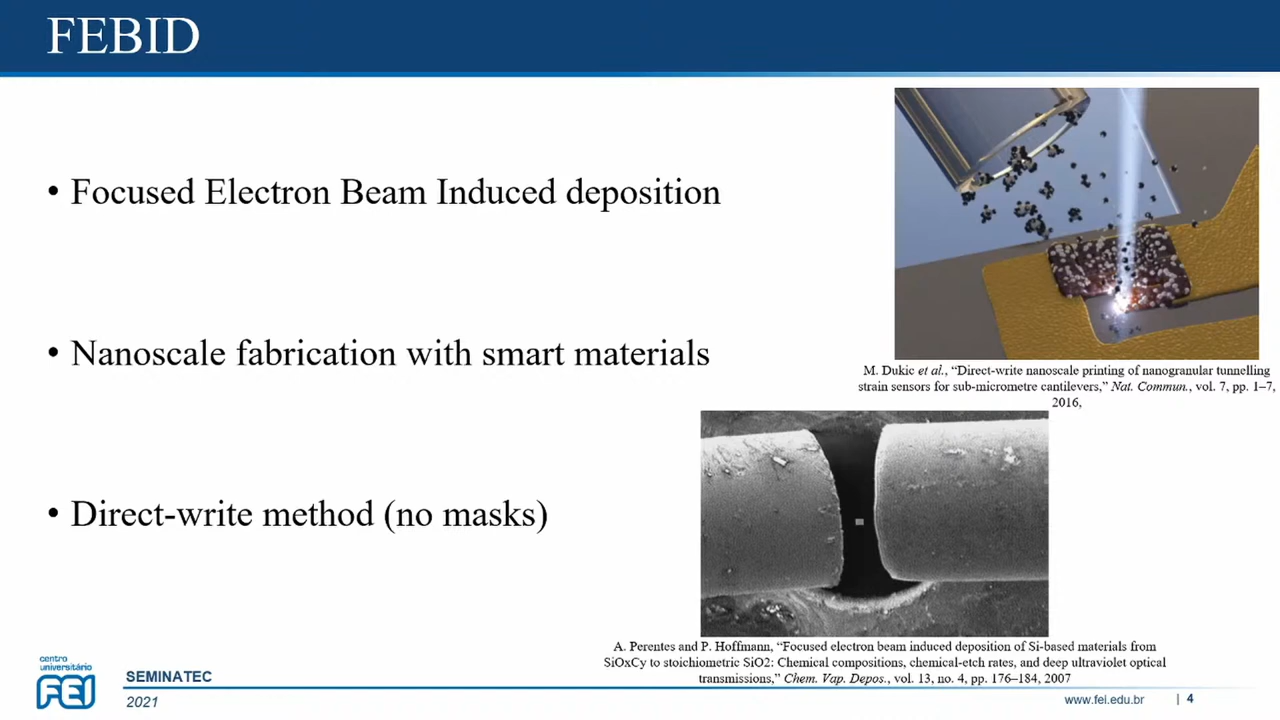 FEBID
• Focused Electron Beam Induced deposition
• Nanoscale fabrication with smart materials
• Direct-write method (no masks)
M. Dukic et al., “Direct-write nanoscale printing of nanogranular tunnelling
strain sensors for sub-micrometre cantilevers,” Nat. Commun., vol. 7, pp. 1–7,
2016,
A. Perentes and P. Hoffmann, “Focused electron beam induced deposition of Si-based materials from
SiOxCy to stoichiometric SiO2: Chemical compositions, chemical-etch rates, and deep ultraviolet optical
transmissions,” Chem. Vap. Depos., vol. 13, no. 4, pp. 176–184, 2007
centro
universitário
FEI
SEMINATEC
2021
www.fei.edu.br | 4